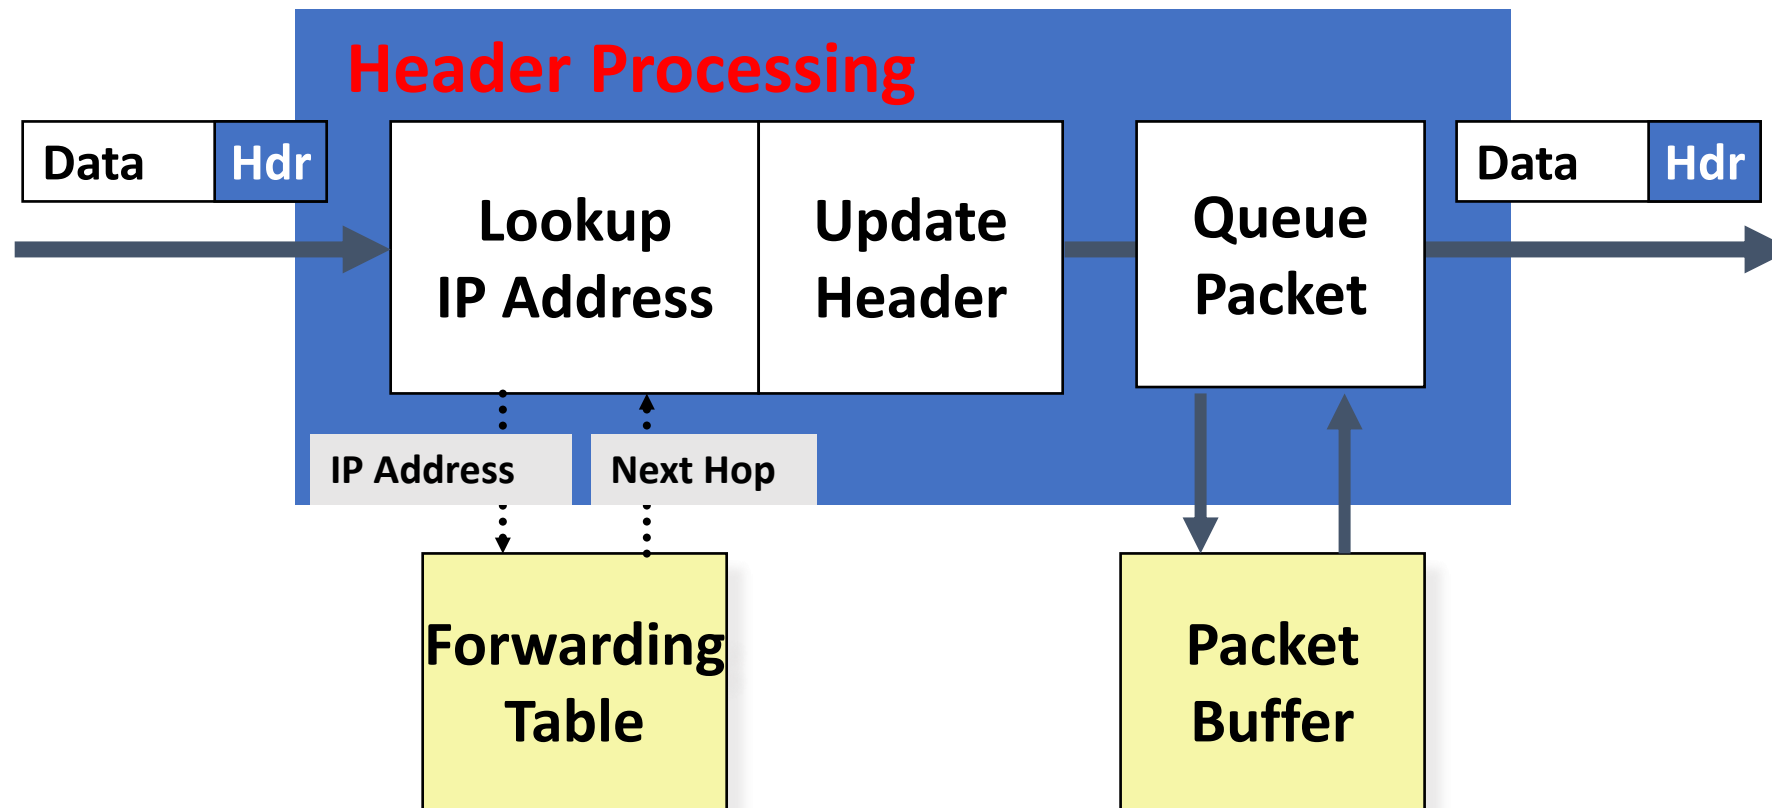 Header Processing
Data Hdr
Lookup
IP Address
Update
Header
Queue
Packet
Data Hdr
IP Address
Next Hop
Forwarding
Table
Packet
Buffer